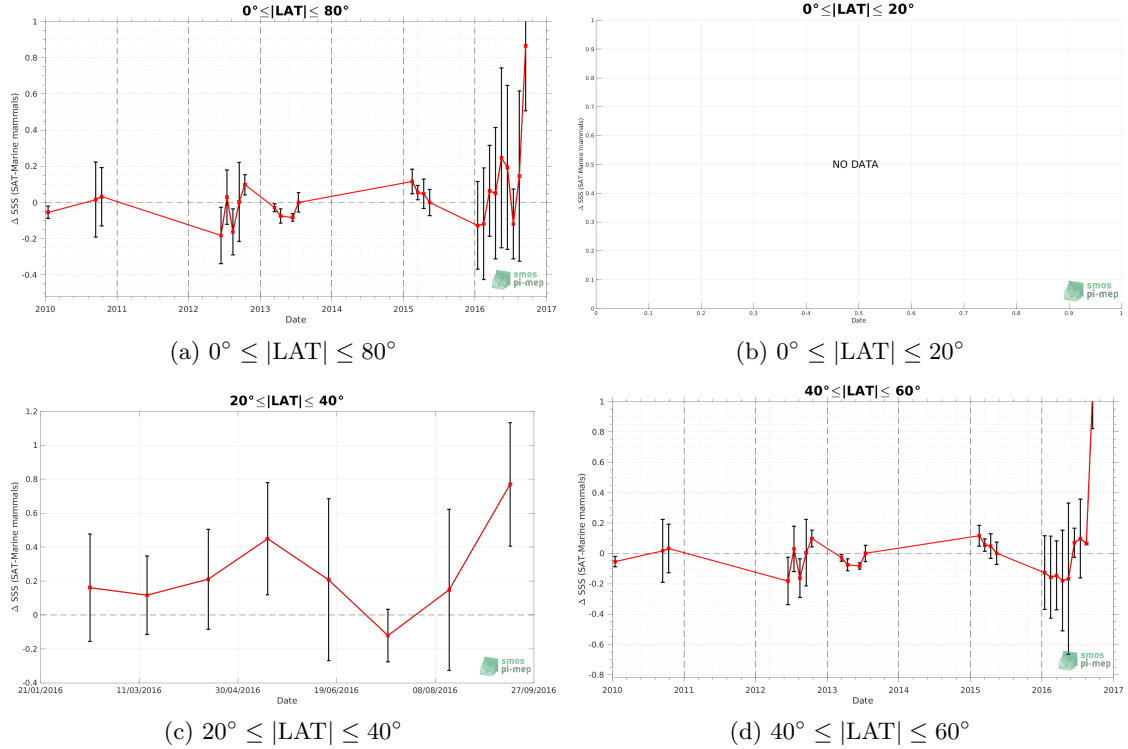 0°≤|LAT|≤ 80°
Δ SSS (SAT-Marine mammals)
1
0.8
0.6
0.4
0.2
0
-0.2
-0.4
2010 2011 2012 2013 2014 2015 2016 2017
Date
smos
pi-mep
(a) 0° ≤ |LAT| ≤ 80°
0°≤|LAT|≤ 20°
Δ SSS (SAT-Marine mammals)
1
0.9
0.8
0.7
0.6
0.5
0.4
0.3
0.2
0.1
0
NO DATA
0 0.1 0.2 0.3 0.4 0.5 0.6 0.7 0.8 0.9 1
Date
smos
pi-mep
(b) 0° ≤ |LAT| ≤ 20°
20°≤|LAT|≤ 40°
Δ SSS (SAT-Marine mammals)
1.2
1
0.8
0.6
0.4
0.2
0
-0.2
-0.4
21/01/2016 11/03/2016 30/04/2016 19/06/2016 08/08/2016 27/09/2016
Date
smos
pi-mep
(c) 20° ≤ |LAT| ≤ 40°
40°≤|LAT|≤ 60°
Δ SSS (SAT-Marine mammals)
1
0.8
0.6
0.4
0.2
0
-0.2
-0.4
-0.6
-0.8
2010 2011 2012 2013 2014 2015 2016 2017
Date
smos
pi-mep
(d) 40° ≤ |LAT| ≤ 60°